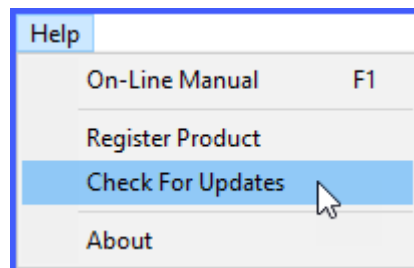 Help
On-Line Manual F1
Register Product
Check For Updates
About